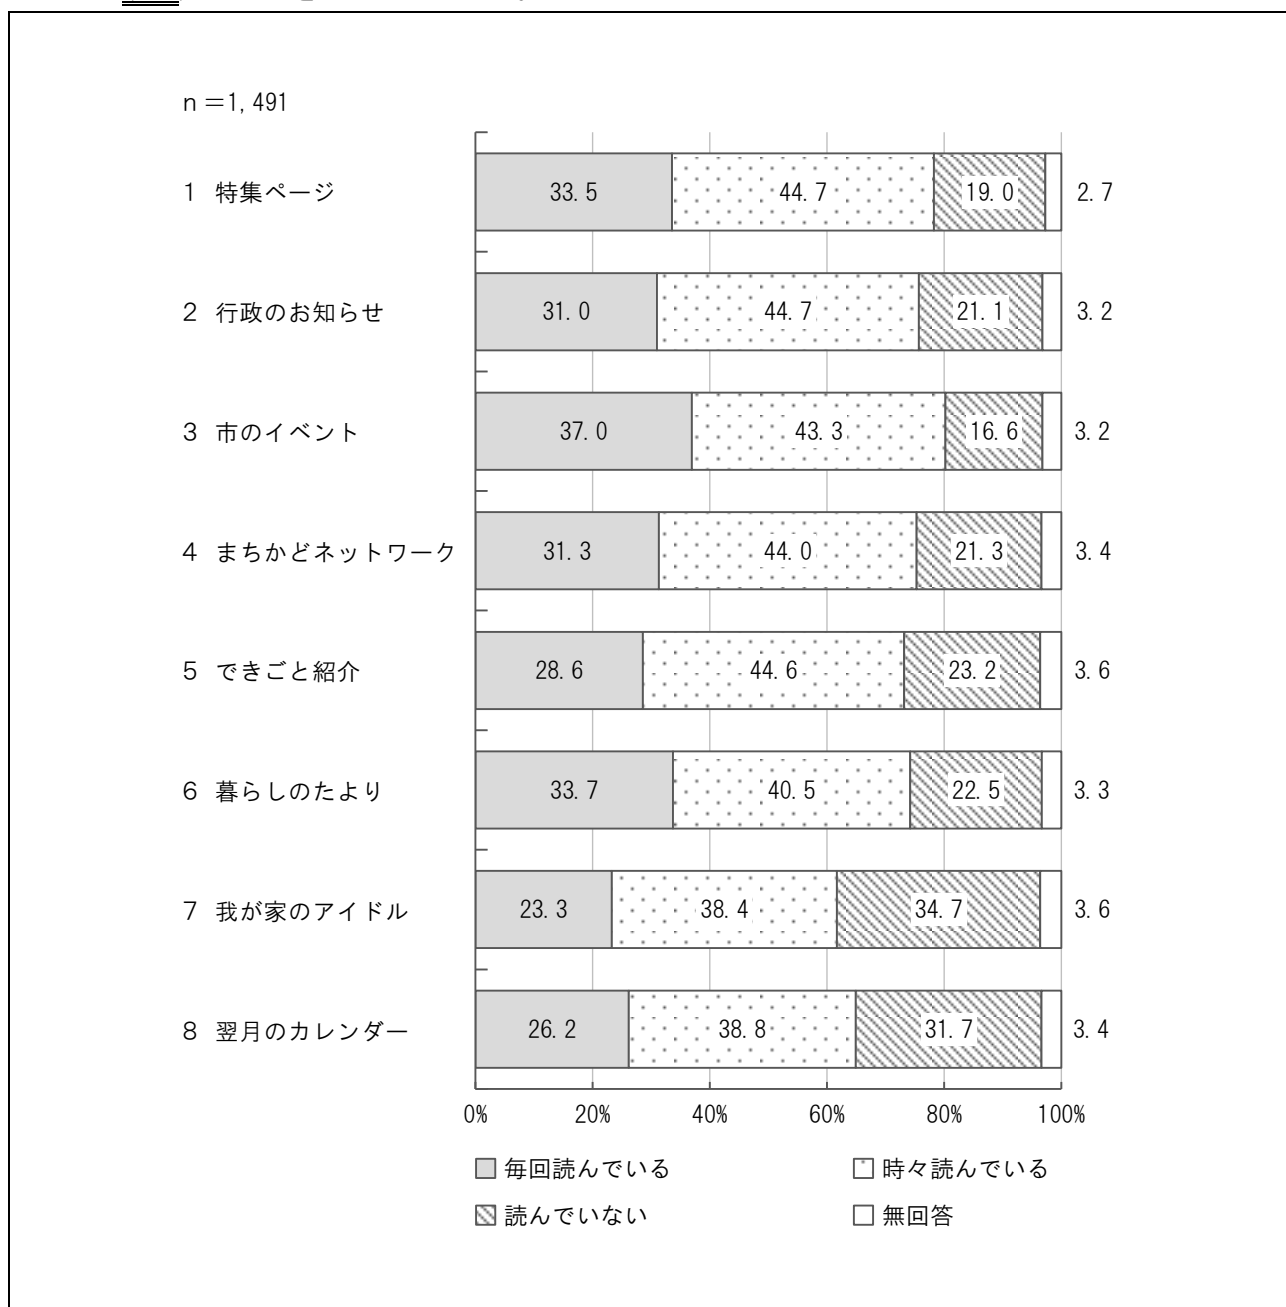 n＝1,491
1 特集ページ 33.5 44.7 19.0 2.7
2 行政のお知らせ 31.0 44.7 21.1 3.2
3 市のイベント 37.0 43.3 16.6 3.2
4 まちかどネットワーク 31.3 44.0 21.3 3.4
5 できごと紹介 28.6 44.6 23.2 3.6
6 暮らしのたより 33.7 40.5 22.5 3.3
7 我が家のアイドル 23.3 38.4 34.7 3.6
8 翌月のカレンダー 26.2 38.8 31.7 3.4
0% 20% 40% 60% 80% 100%
毎回読んでいる 時々読んでいる
読んでいない 無回答